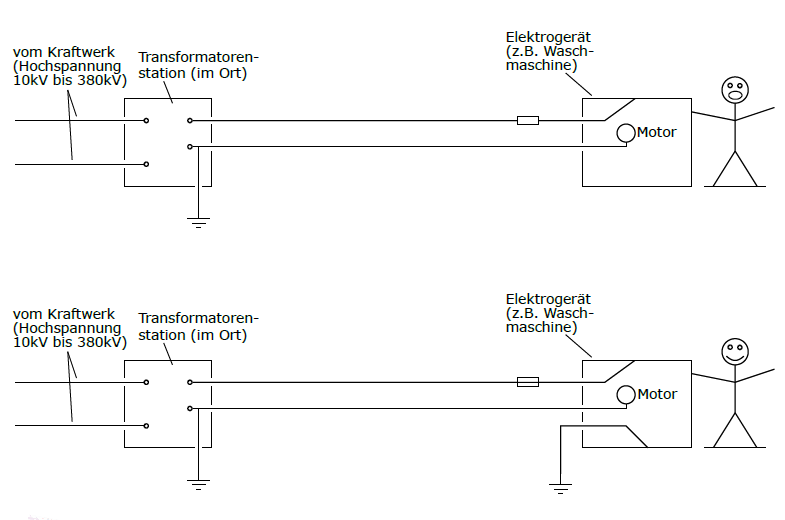 vom Kraftwerk
(Hochspannung
10kV bis 380kV)
Transformatoren-
station (im Ort)
Elektrogerät
(z.B. Wasch-
maschine)
Motor
vom Kraftwerk
(Hochspannung
10kV bis 380kV)
Transformatoren-
station (im Ort)
Elektrogerät
(z.B. Wasch-
maschine)
Motor